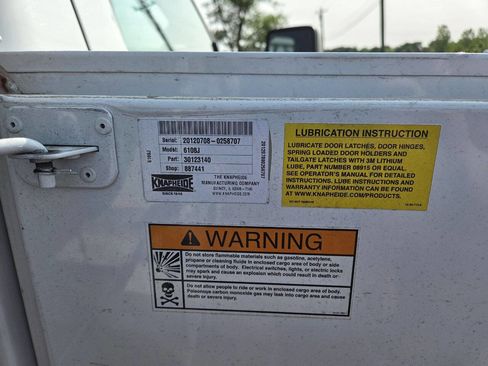 Serial: 20120708-0258707
Model: 6108J
Part: 30123140
Shop: 887441
KNAPHEIDE
SINCE 1848
THE KNAPHEIDE
MANUFACTURING COMPANY
WWW.KNAPHEIDE.COM
LUBRICATION INSTRUCTION
LUBRICATE DOOR LATCHES, DOOR HINGES,
SPRING LOADED DOOR HOLDERS AND
TAILGATE LATCHES WITH 3M LITHIUM
LUBE, PART NUMBER 08915 OR EQUAL.
SEE OPERATOR'S MANUAL FOR DETAILED
INSTRUCTIONS. LUBE INSTRUCTIONS AND
WARRANTY INFORMATION CAN BE FOUND AT
WWW.KNAPHEIDE.COM/PRODUCTS.
WARNING
Do not store flammable materials such as gasoline, acetylene,
propane or cleaning fluid in enclosed cargo area of body or side
compartments of body. Electrical switches, lights, or electric locks
may spark and cause an explosion which could result in death or
severe injury.
Do not allow people to ride or work in enclosed cargo area of body.
Poisonous carbon monoxide gas may leak into cargo area and cause
death or severe injury.